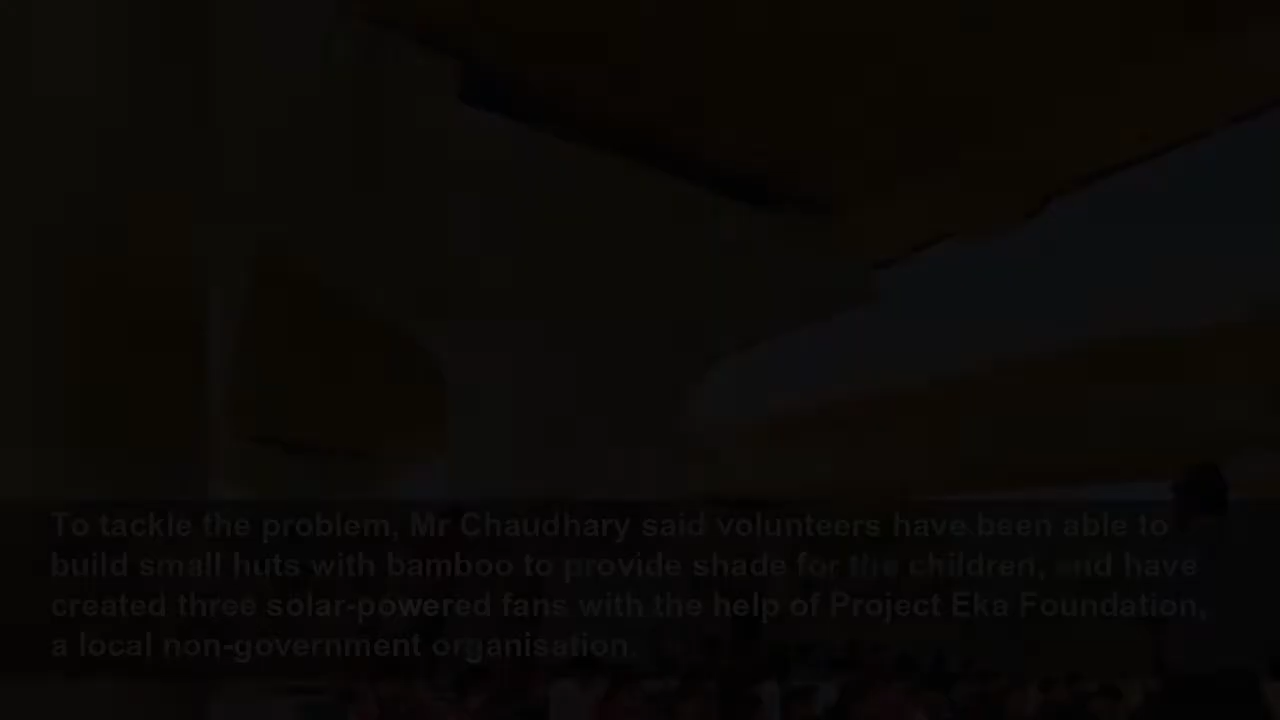 To tackle the problem, Mr Chaudhary said volunteers have been able to
build small huts with bamboo to provide shade for the children, and have
created three solar-powered fans with the help of Project Eka Foundation,
a local non-government organisation.